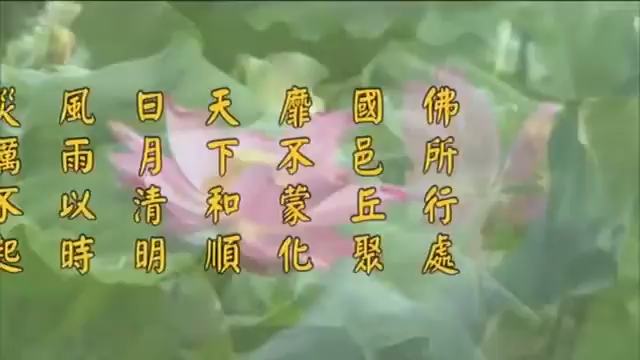 佛所行處
國邑丘聚
靡不蒙化
天下和順
日月清明
風雨以時
災厲不起